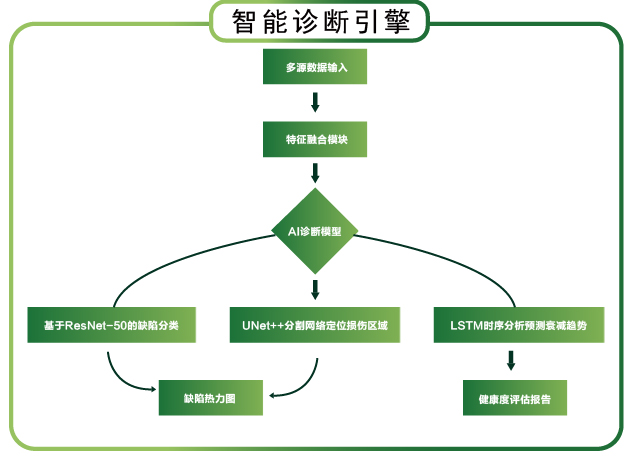 智能诊断引擎
多源数据输入
特征融合模块
AI诊断模型
基于ResNet-50的缺陷分类
UNet++分割网络定位损伤区域
LSTM时序分析预测衰减趋势
缺陷热力图
健康度评估报告